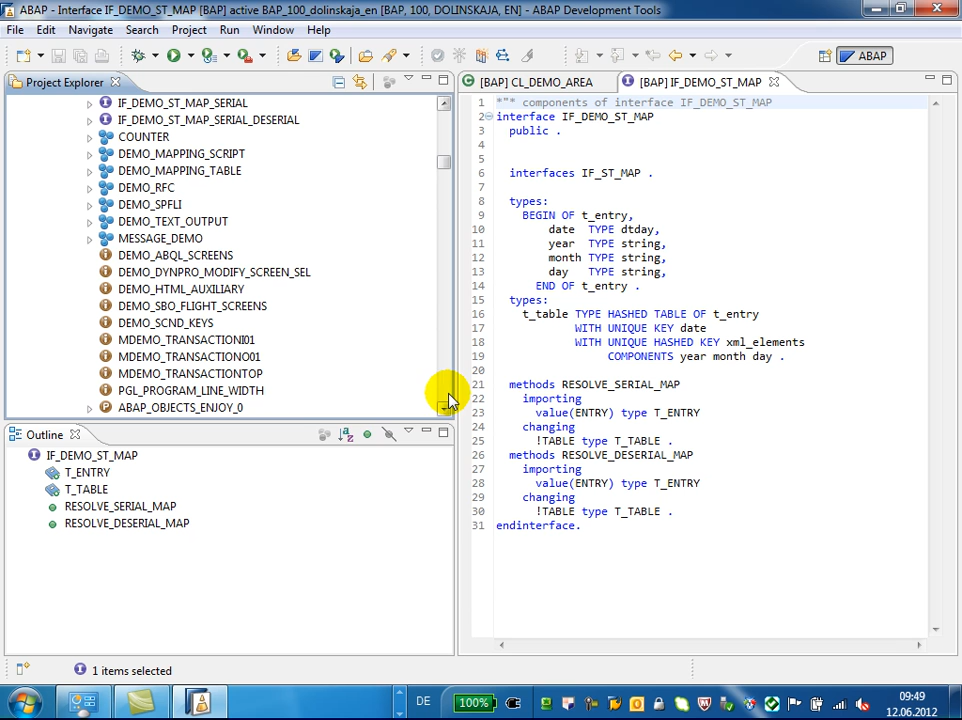 ABAP - Interface IF_DEMO_ST_MAP [BAP] active BAP_100_dolinskaja_en [BAP, 100, DOLINSKAJA, EN] - ABAP Development Tools
File Edit Navigate Search Project Run Window Help
ABAP
Project Explorer
IF_DEMO_ST_MAP_SERIAL
IF_DEMO_ST_MAP_SERIAL_DESERIAL
COUNTER
DEMO_MAPPING_SCRIPT
DEMO_MAPPING_TABLE
DEMO_RFC
DEMO_SPFLI
DEMO_TEXT_OUTPUT
MESSAGE_DEMO
DEMO_ABQL_SCREENS
DEMO_DYNPRO_MODIFY_SCREEN_SEL
DEMO_HTML_AUXILIARY
DEMO_SBO_FLIGHT_SCREENS
DEMO_SCND_KEYS
MDEMO_TRANSACTIONI01
MDEMO_TRANSACTIONO01
MDEMO_TRANSACTIONTOP
PGL_PROGRAM_LINE_WIDTH
ABAP_OBJECTS_ENJOY_0
Outline
IF_DEMO_ST_MAP
T_ENTRY
T_TABLE
RESOLVE_SERIAL_MAP
RESOLVE_DESERIAL_MAP
[BAP] CL_DEMO_AREA
[BAP] IF_DEMO_ST_MAP
1 *"* components of interface IF_DEMO_ST_MAP
2 interface IF_DEMO_ST_MAP
3 public .
4
5
6 interfaces IF_ST_MAP .
7
8 types:
9 BEGIN OF t_entry,
10 date TYPE dtday,
11 year TYPE string,
12 month TYPE string,
13 day TYPE string,
14 END OF t_entry .
15 types:
16 t_table TYPE HASHED TABLE OF t_entry
17 WITH UNIQUE KEY date
18 WITH UNIQUE HASHED KEY xml_elements
19 COMPONENTS year month day .
20
21 methods RESOLVE_SERIAL_MAP
22 importing
23 value(ENTRY) type T_ENTRY
24 changing
25 !TABLE type T_TABLE .
26 methods RESOLVE_DESERIAL_MAP
27 importing
28 value(ENTRY) type T_ENTRY
29 changing
30 !TABLE type T_TABLE .
31 endinterface.
1 items selected
DE
100%
09:49
12.06.2012